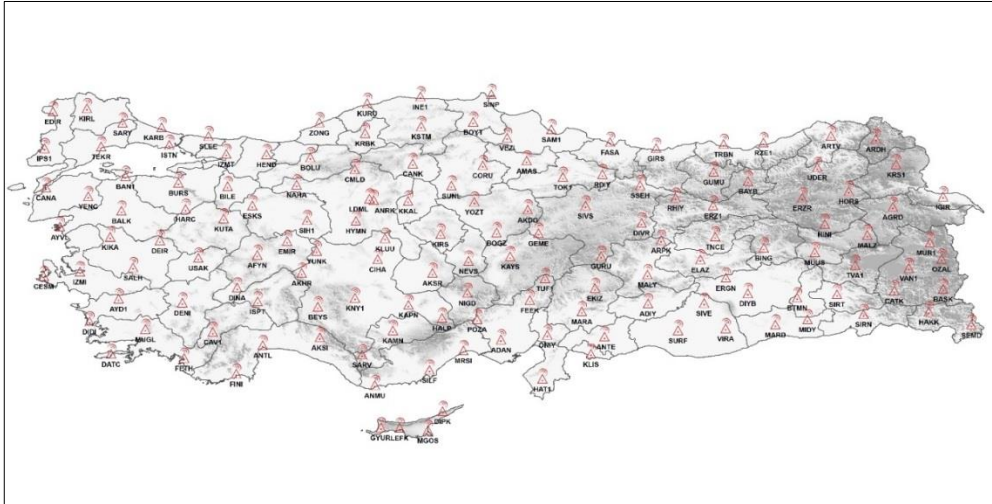 SINP
INE1
KURU
KIRL
EDIR
SARY
KARB
ZONG
KSTM
BOYT
SLEE
KRBK
VEZI
SAM1
FASA
GIRS
TRBN
RZE1
ARTV
ARDH
ISTN
IPS1
TEKR
IZMT
HEND
BOLU
CMLD
CANK
CORU
AMAS
TOK1
RDIY
SSEH
GUMU
BAYB
UDER
KRS1
BAN1
CANA
YENC
BURS
BILE
NAHA
SUNL
RHIY
ERZR
HORS
IGIR
BALK
HARC
ESKS
LDML
ANRK
KKAL
YOZT
AKDG
SIVS
ERZ1
AGRD
AYVL
KUTA
SIH1
HYMN
KIRS
BOGZ
GEME
DIVR
BING
MALZ
KIKA
DEIR
USAK
AFYN
EMIR
YUNK
KLUU
CIHA
KAYS
GURU
ARPK
TNCE
ELAZ
MUUS
MUR1
OZAL
CESM
IZMI
SALH
AKHR
AKSR
NEVS
TUF1
EKIZ
MALY
ERGN
TVA1
VAN1
AYD1
DENI
DINA
ISPT
BEYS
KNY1
KAPN
NIGD
FEEK
MARA
ADIY
SIVE
DIYB
BTMN
SIRT
CATK
BASK
DIDI
MUGL
CAV1
AKSI
KAMN
HALP
POZA
SURF
VIRA
MARD
MIDY
SIRN
HAKK
SEMD
DATC
FETH
ANTL
SARV
MRSI
ADAN
ONIY
ANTE
KLIS
FINI
ANMU
SILF
HAT1
DIPK
GYUR
LEFK
MGOS